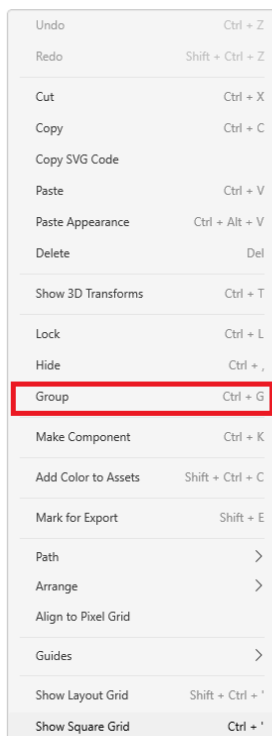 Undo Ctrl + Z
Redo Shift + Ctrl + Z
Cut Ctrl + X
Copy Ctrl + C
Copy SVG Code
Paste Ctrl + V
Paste Appearance Ctrl + Alt + V
Delete Del
Show 3D Transforms Ctrl + T
Lock Ctrl + L
Hide Ctrl + ,
Group Ctrl + G
Make Component Ctrl + K
Add Color to Assets Shift + Ctrl + C
Mark for Export Shift + E
Path
Arrange
Align to Pixel Grid
Guides
Show Layout Grid Shift + Ctrl + '
Show Square Grid Ctrl + '